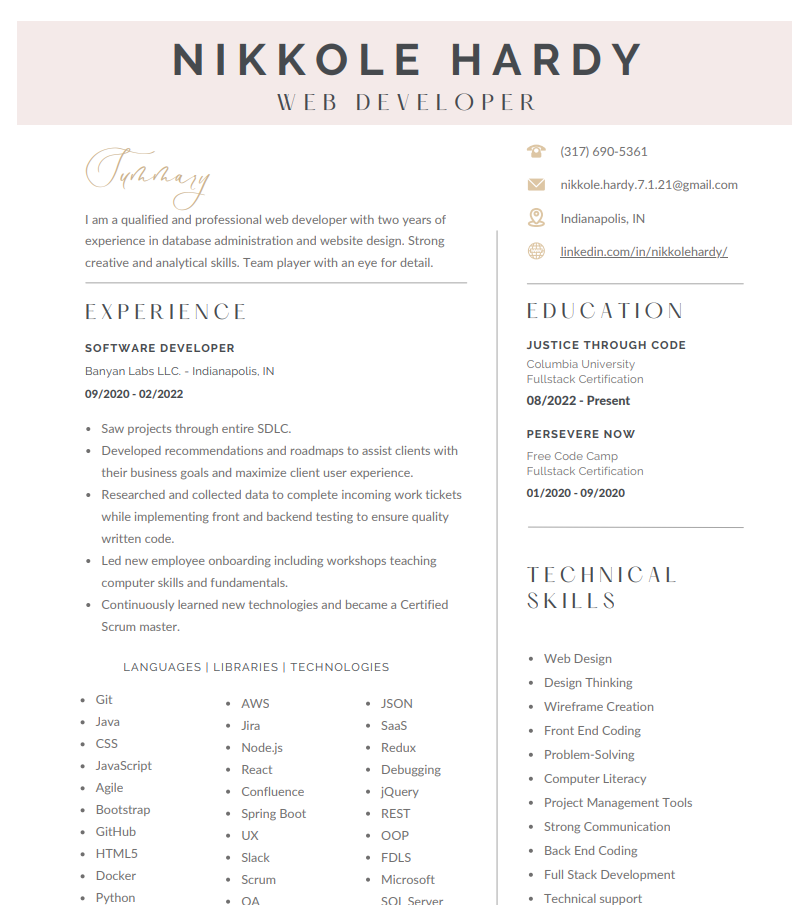 NIKKOLE HARDY
WEB DEVELOPER
Summary
I am a qualified and professional web developer with two years of
experience in database administration and website design. Strong
creative and analytical skills. Team player with an eye for detail.
EXPERIENCE
SOFTWARE DEVELOPER
Banyan Labs LLC. - Indianapolis, IN
09/2020 - 02/2022
• Saw projects through entire SDLC.
• Developed recommendations and roadmaps to assist clients with
their business goals and maximize client user experience.
• Researched and collected data to complete incoming work tickets
while implementing front and backend testing to ensure quality
written code.
• Led new employee onboarding including workshops teaching
computer skills and fundamentals.
• Continuously learned new technologies and became a Certified
Scrum master.
LANGUAGES | LIBRARIES | TECHNOLOGIES
• Git
• Java
• CSS
• JavaScript
• Agile
• Bootstrap
• GitHub
• HTML5
• Docker
• Python
• AWS
• Jira
• Node.js
• React
• Confluence
• Spring Boot
• UX
• Slack
• Scrum
• QA
• JSON
• SaaS
• Redux
• Debugging
• jQuery
• REST
• OOP
• FDLS
• Microsoft
SQL Server
(317) 690-5361
nikkole.hardy.7.1.21@gmail.com
Indianapolis, IN
linkedin.com/in/nikkolehardy/
EDUCATION
JUSTICE THROUGH CODE
Columbia University
Fullstack Certification
08/2022 - Present
PERSEVERE NOW
Free Code Camp
Fullstack Certification
01/2020 - 09/2020
TECHNICAL
SKILLS
• Web Design
• Design Thinking
• Wireframe Creation
• Front End Coding
• Problem-Solving
• Computer Literacy
• Project Management Tools
• Strong Communication
• Back End Coding
• Full Stack Development
• Technical support